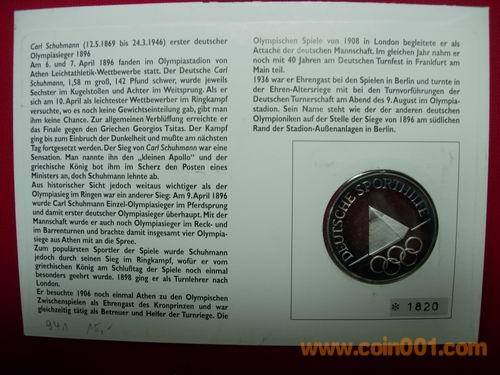 Carl Schuhmann (12.5.1869 bis 24.3.1946) erster deutscher
Olympiasieger 1896
Am 6. und 7. April 1896 fanden im Olympiastadion von
Athen Leichtathletik-Wettbewerbe statt. Der Deutsche Carl
Schuhmann, 1,58 m groß, 142 Pfund schwer, wurde jeweils
Sechster im Kugelstoßen und Achter im Weitsprung. Als er
sich am 10. April als leichtester Wettbewerber im Ringkampf
versuchte, wo es noch keine Gewichtseinteilung gab, gibt man
ihm keine Chance. Zur allgemeinen Verblüffung erreichte er
das Finale gegen den Griechen Georgios Tsitas. Der Kampf
ging bis zum Einbruch der Dunkelheit und mußte am nächsten
Tag fortgesetzt werden. Der Sieg von Carl Schuhmann war eine
Sensation. Man nannte ihn den „kleinen Apollo" und der
griechische König bot ihm im Scherz den Posten eines
Ministers an, doch Schuhmann lehnte ab.
Aus historischer Sicht jedoch weitaus wichtiger als der
Olympiasieg im Ringen war ein anderer Sieg: Am 9. April 1896
wurde Carl Schuhmann Einzel-Olympiasieger im Pferdsprung
und damit erster deutscher Olympiasieger überhaupt. Mit der
Mannschaft wurde er auch noch Olympiasieger im Reck- und
im Barrenturnen und brachte damit insgesamt vier Olympia-
siege aus Athen mit an die Spree.
Zum populärsten Sportler der Spiele wurde Schuhmann
jedoch durch seinen Sieg im Ringkampf, wofür er vom
griechischen König am Schlußtag der Spiele noch einmal
besonders geehrt wurde. 1898 ging er als Turnlehrer nach
London.
Er besuchte 1906 noch einmal Athen zu den Olympischen
Zwischenspielen als Ehrengast des Kronprinzen und war
gleichzeitig tätig als Betreuer und Helfer der Turnriege. Die
941 15,-
Olympischen Spiele von 1908 in London begleitete er als
Attaché der deutschen Mannschaft. Im gleichen Jahr nahm er
noch mit 40 Jahren am Deutschen Turnfest in Frankfurt am
Main teil.
1936 war er Ehrengast bei den Spielen in Berlin und turnte in
der Ehren-Altersriege mit bei den Turnvorführungen der
Deutschen Turnerschaft am Abend des 9. August im Olympia-
stadion. Sein Name steht wie der der anderen deutschen
Olympioniken auf der Stelle der Siege von 1896 am südlichen
Rand der Stadion-Außenanlagen in Berlin.
DEUTSCHE SPORTHILFE
* 1820
www.coin001.com